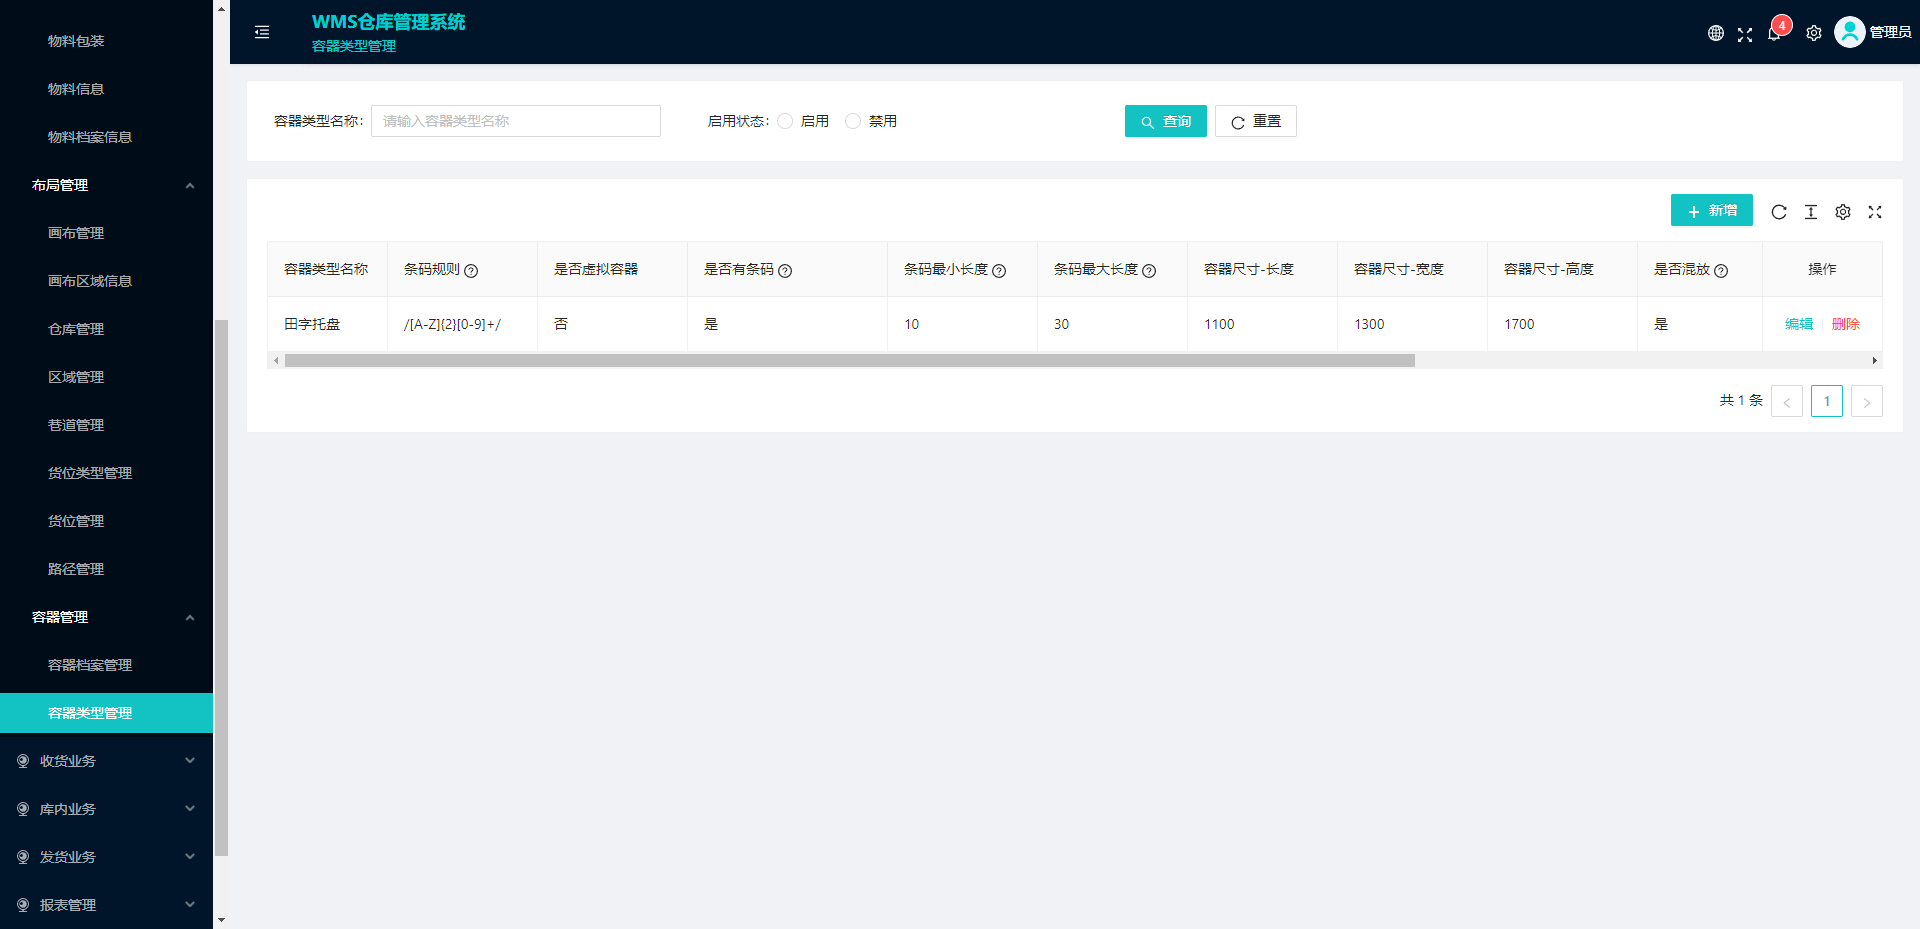 物料包装
物料信息
物料档案信息
布局管理
画布管理
画布区域信息
仓库管理
区域管理
巷道管理
货位类型管理
货位管理
路径管理
容器管理
容器档案管理
容器类型管理
收货业务
库内业务
发货业务
报表管理
WMS仓库管理系统
容器类型管理
4
管理员
容器类型名称: 请输入容器类型名称 启用状态: 启用 禁用 查询 重置
新增
容器类型名称 条码规则 是否虚拟容器 是否有条码 条码最小长度 条码最大长度 容器尺寸-长度 容器尺寸-宽度 容器尺寸-高度 是否混放 操作
田字托盘 /[A-Z]{2}[0-9]+/ 否 是 10 30 1100 1300 1700 是 编辑 删除
共 1 条 < 1 >